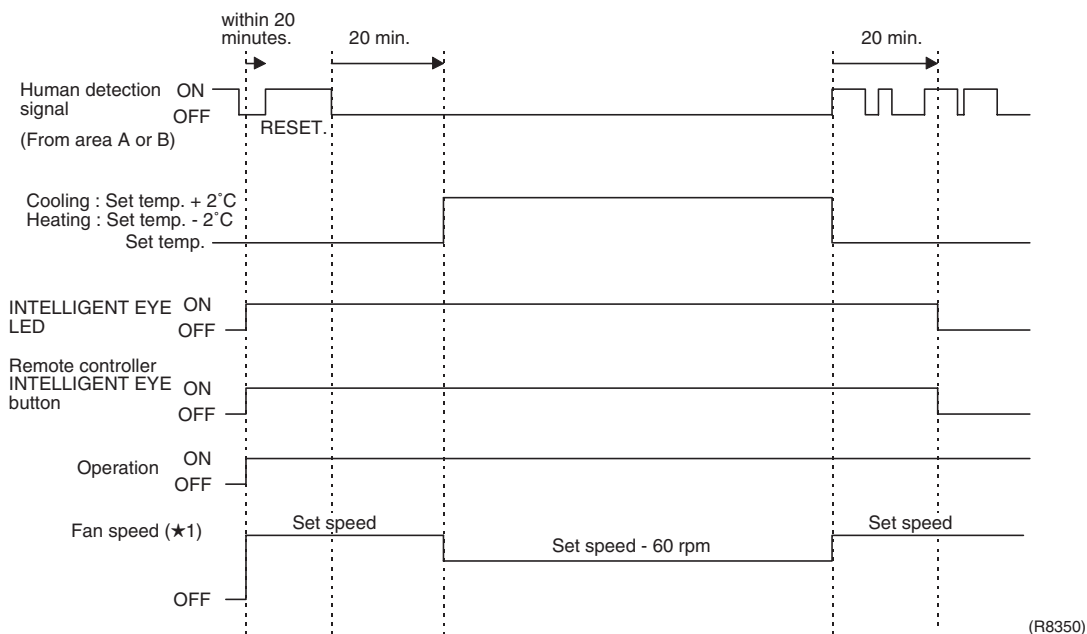 within 20
minutes.
20 min.
20 min.
Human detection
signal
ON
OFF
(From area A or B)
RESET.
Cooling : Set temp. + 2˚C
Heating : Set temp. - 2˚C
Set temp.
INTELLIGENT EYE
LED
ON
OFF
Remote controller
INTELLIGENT EYE
button
ON
OFF
Operation
ON
OFF
Fan speed (★1)
Set speed
Set speed - 60 rpm
Set speed
OFF
(R8350)